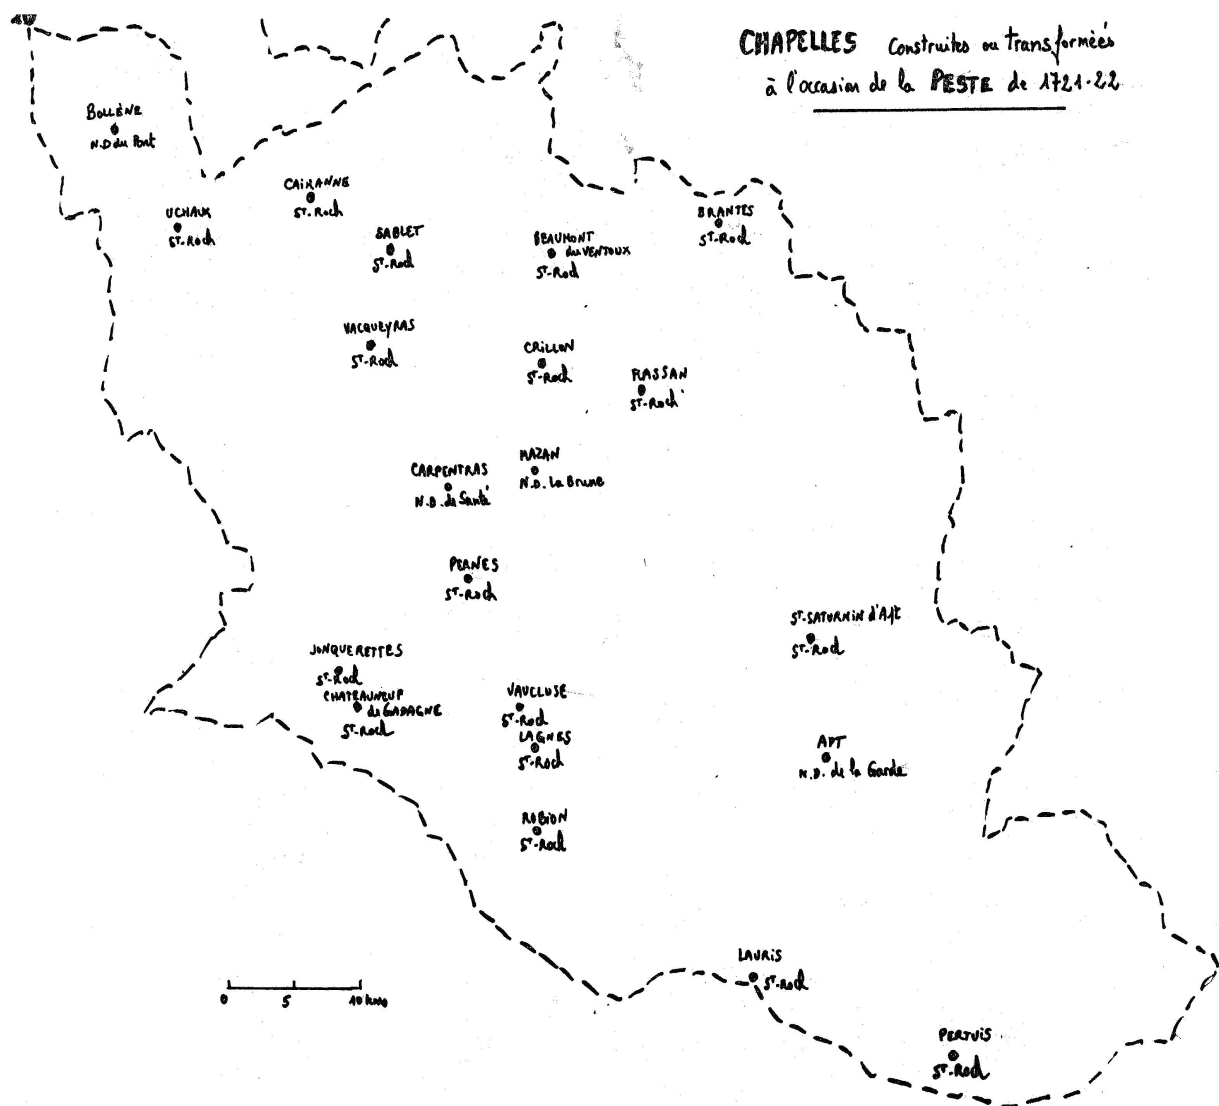 CHAPELLES Construites ou transformées
à l'occasion de la PESTE de 1721-22
BOLLÈNE
N.D du Pont
CAIRANNE
ST-Roch
UCHAUX
ST-Roch
SABLET
ST-Roch
BEAUMONT
du VENTOUX
ST-Roch
BRANTES
ST-Roch
VACQUEYRAS
ST-Roch
CRILLON
ST-Roch
FLASSAN
ST-Roch
CARPENTRAS
N.D. de Santé
MAZAN
N.D. La Brune
PERNES
ST-Roch
ST-SATURNIN d'Apt
ST-Roch
JONQUERETTES
ST-Roch
CHATEAUNEUF
de GADAGNE
ST-Roch
VAUCLUSE
ST-Roch
LAGNES
ST-Roch
APT
N.D. de la Garde
ROBION
ST-Roch
LAURIS
ST-Roch
0 5 10 kms
PERTUIS
ST-Roch